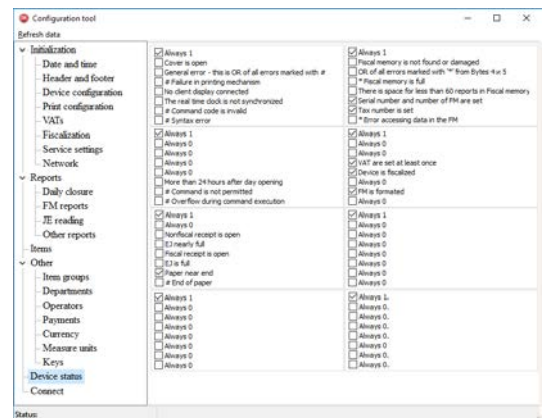 Configuration tool
Refresh data
Initialization
Date and time
Header and footer
Device configuration
Print configuration
VATs
Fiscalization
Service settings
Network
Reports
Daily closure
FM reports
JE reading
Other reports
Items
Other
Item groups
Departments
Operators
Payments
Currency
Measure units
Keys
Device status
Connect
Always 1
Cover is open
General error - this is OR of all errors marked with #
# Failure in printing mechanism
No client display connected
The real time clock is not synchronized
# Command code is invalid
# Syntax error
Always 1
Always 0
Always 0
Always 0
Always 0
More than 24 hours after day opening
# Command is not permitted
# Overflow during command execution
Always 1
Always 0
Nonfiscal receipt is open
EJ nearly full
Fiscal receipt is open
EJ is full
Paper near end
# End of paper
Always 1
Always 0
Always 0
Always 0
Always 0
Always 0
Always 0
Always 0
Always 1
Fiscal memory is not found or damaged
OR of all errors marked with '*' from Bytes 4 и 5
* Fiscal memory is full
There is space for less than 60 reports in Fiscal memory
Serial number and number of FM are set
Tax number is set
* Error accessing data in the FM
Always 1
Always 0
Always 0
VAT are set at least once
Device is fiscalized
Always 0
FM is formated
Always 0
Always 1
Always 0
Always 0
Always 0
Always 0
Always 0
Always 0
Always 0
Always 1.
Always 0.
Always 0.
Always 0.
Always 0
Always 0.
Always 0.
Always 0.
Status: